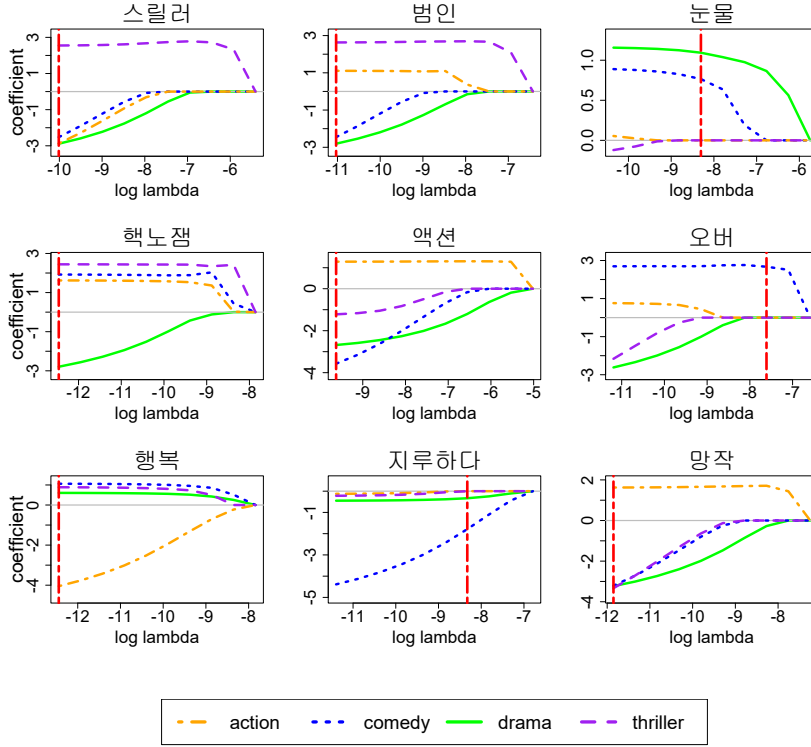 스릴러
coefficient
3
1
-1
-3
-10 -9 -8 -7 -6
log lambda
범인
3
1
-1
-3
-11 -10 -9 -8 -7
log lambda
눈물
1.0
0.5
0.0
-10 -9 -8 -7 -6
log lambda
핵노잼
coefficient
3
1
-1
-3
-12 -11 -10 -9 -8
log lambda
액션
0
-2
-4
-9 -8 -7 -6 -5
log lambda
오버
3
1
-1
-3
-11 -10 -9 -8 -7
log lambda
행복
coefficient
0
-2
-4
-12 -11 -10 -9 -8
log lambda
지루하다
-1
-3
-5
-11 -10 -9 -8 -7
log lambda
망작
2
0
-2
-4
-12 -11 -10 -9 -8
log lambda
action comedy drama thriller